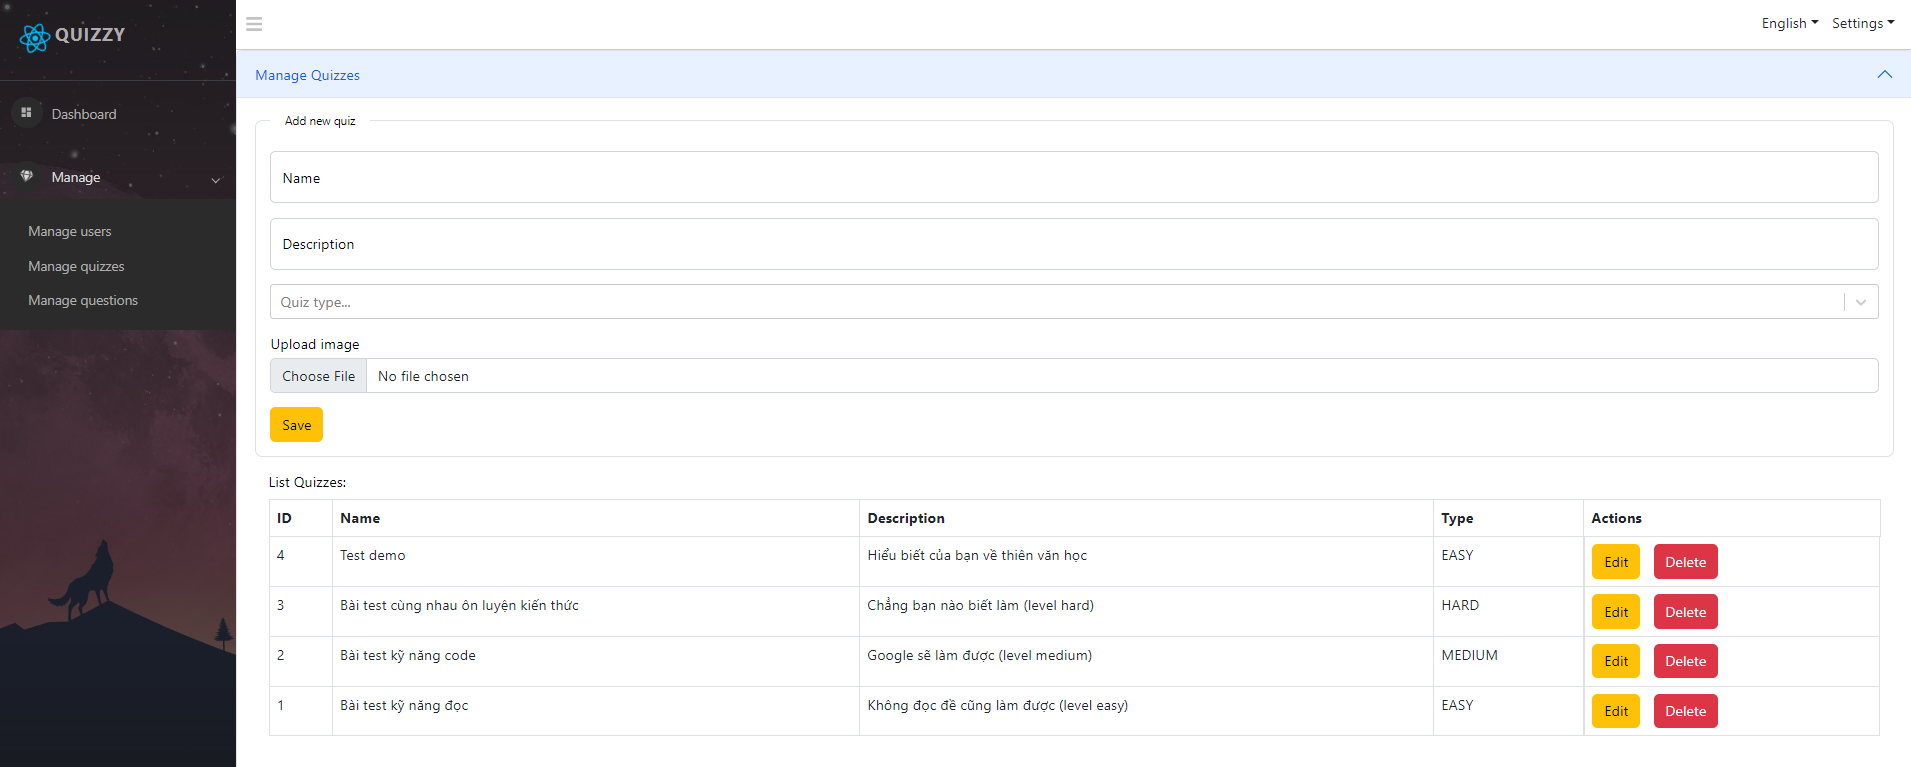 QUIZZY
English Settings
Dashboard
Manage
Manage users
Manage quizzes
Manage questions
Manage Quizzes
Add new quiz
Name
Description
Quiz type...
Upload image
Choose File No file chosen
Save
List Quizzes:
ID Name Description Type Actions
4 Test demo Hiểu biết của bạn về thiên văn học EASY Edit Delete
3 Bài test cùng nhau ôn luyện kiến thức Chẳng bạn nào biết làm (level hard) HARD Edit Delete
2 Bài test kỹ năng code Google sẽ làm được (level medium) MEDIUM Edit Delete
1 Bài test kỹ năng đọc Không đọc đề cũng làm được (level easy) EASY Edit Delete